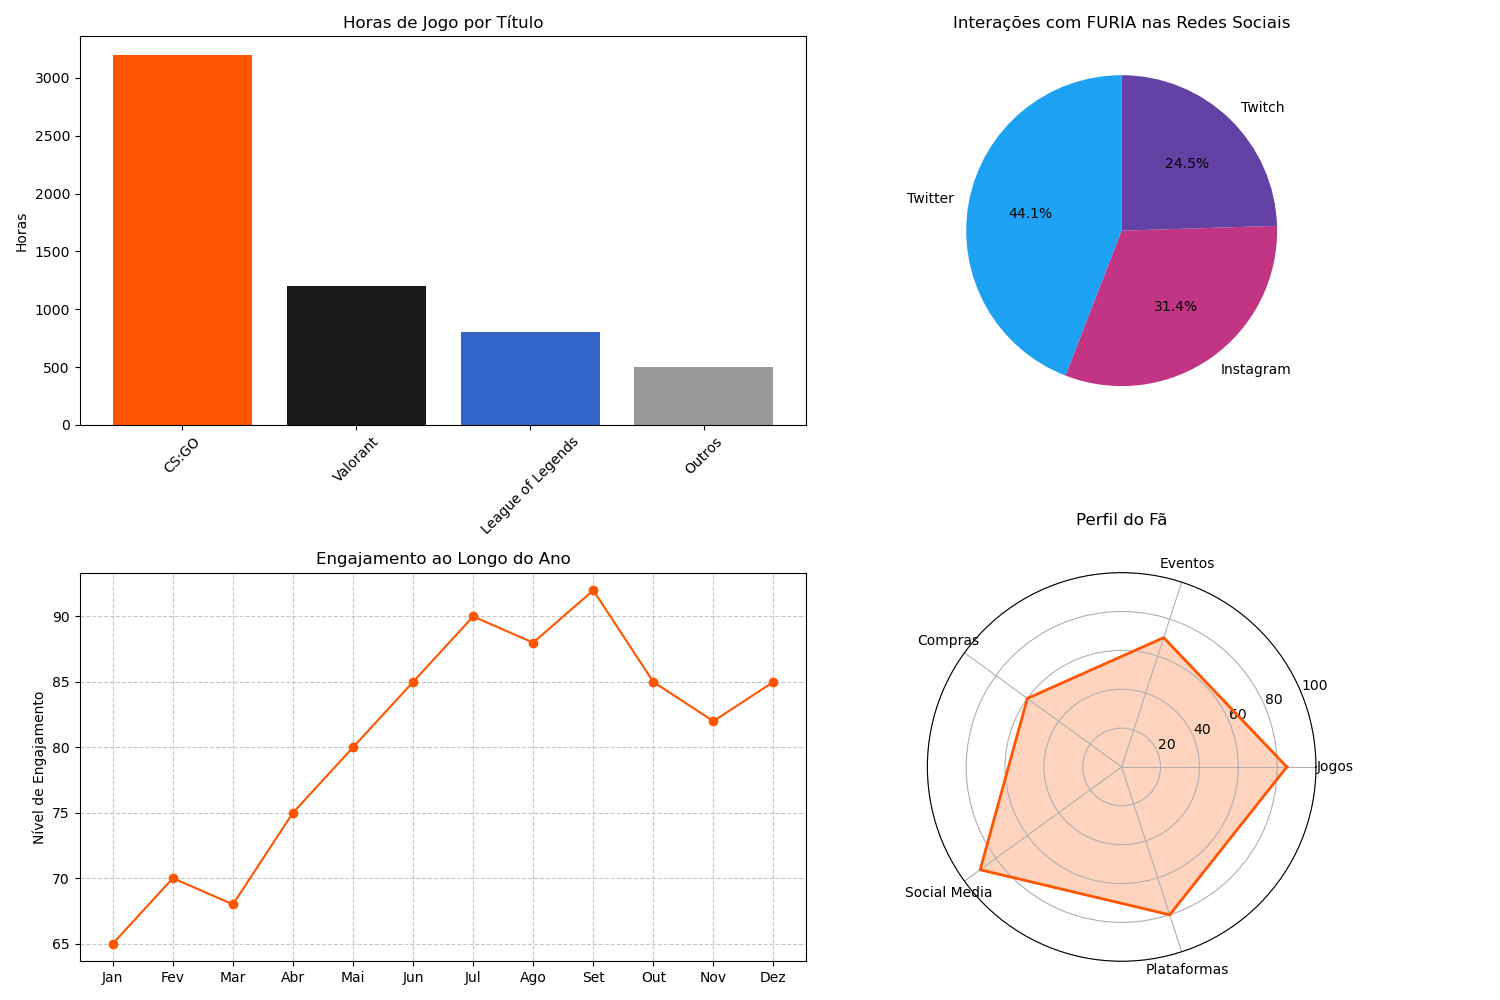 Horas de Jogo por Título
Horas
3000
2500
2000
1500
1000
500
0
CS:GO
Valorant
League of Legends
Outros
Interações com FURIA nas Redes Sociais
Twitch
24.5%
Twitter
44.1%
31.4%
Instagram
Engajamento ao Longo do Ano
Nível de Engajamento
90
85
80
75
70
65
Jan Fev Mar Abr Mai Jun Jul Ago Set Out Nov Dez
Perfil do Fã
Eventos
Compras
100
80
60
40
20
Jogos
Social Media
Plataformas